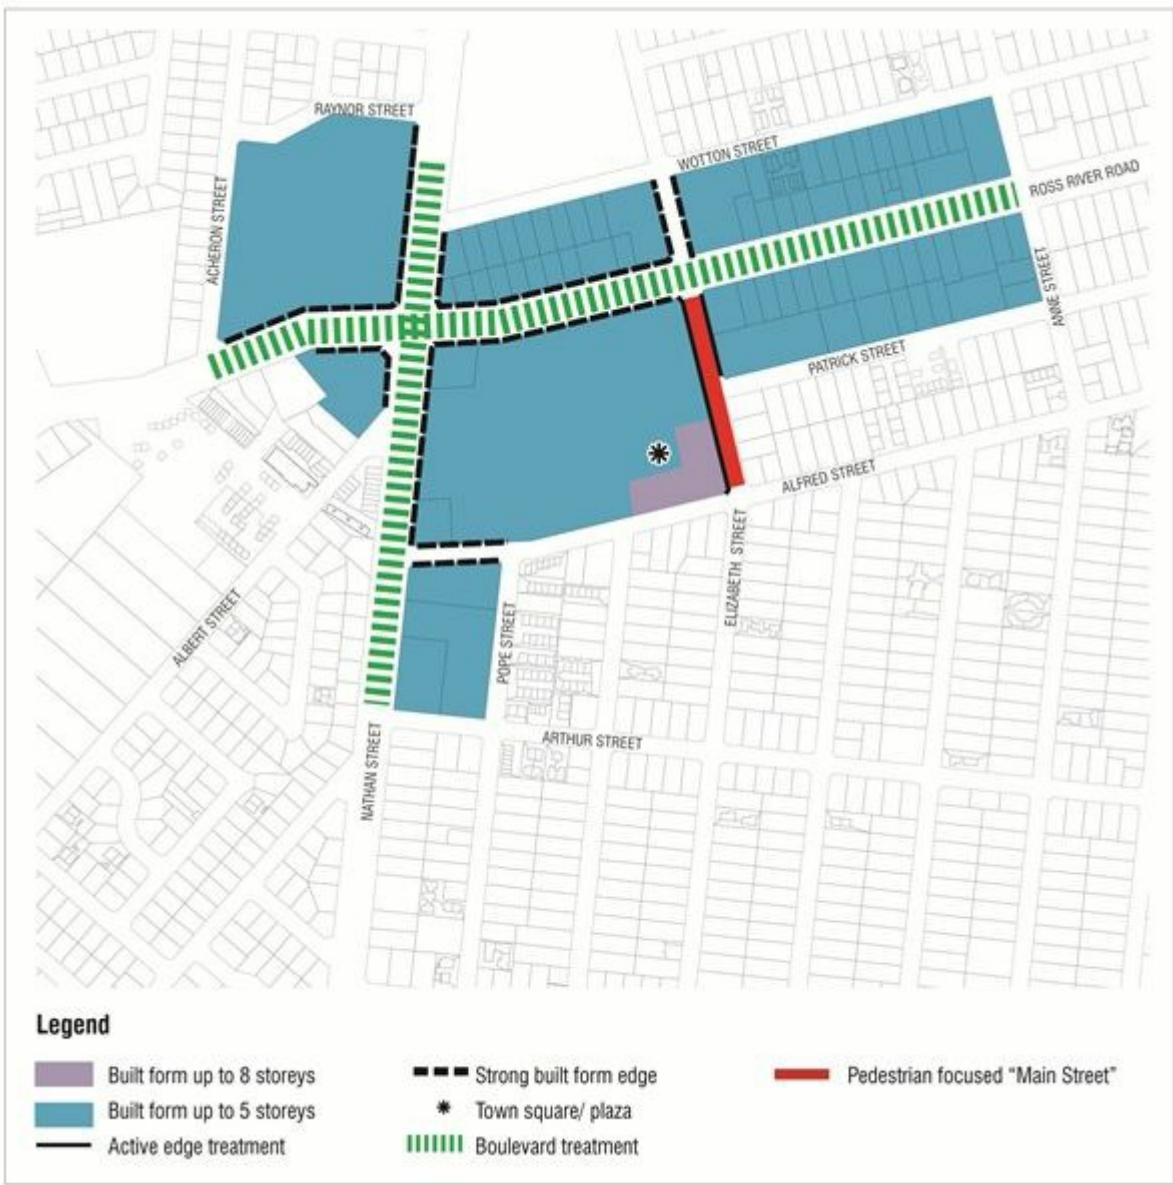 RAYNOR STREET
WOTTON STREET
ROSS RIVER ROAD
ACHERON STREET
ANNE STREET
PATRICK STREET
ALFRED STREET
ELIZABETH STREET
ALBERT STREET
POPE STREET
ARTHUR STREET
NATHAN STREET
Legend
Built form up to 8 storeys
Strong built form edge
Pedestrian focused “Main Street”
Built form up to 5 storeys
Town square/ plaza
Active edge treatment
Boulevard treatment